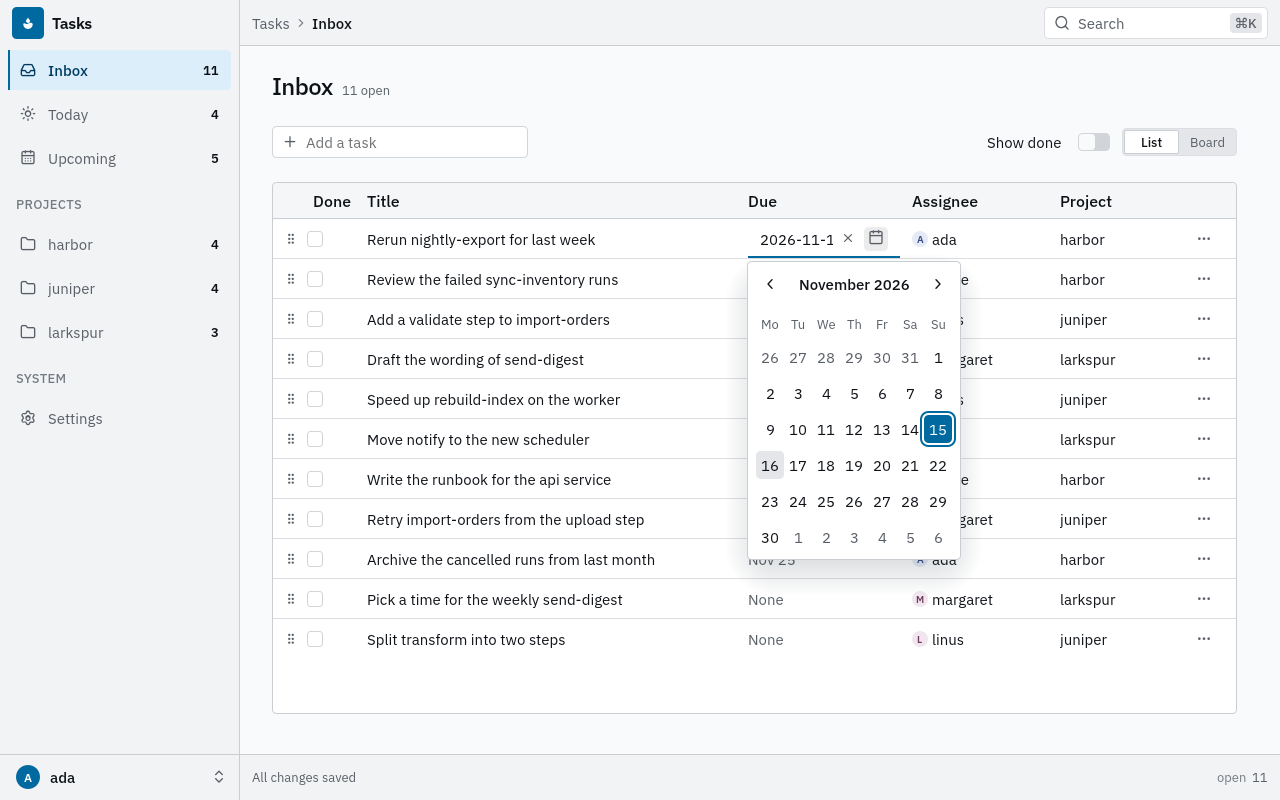 Tasks
Inbox 11
Today 4
Upcoming 5
PROJECTS
harbor 4
juniper 4
larkspur 3
SYSTEM
Settings
A ada
Tasks > Inbox
Search ⌘K
Inbox 11 open
Add a task
Show done List Board
Done Title Due Assignee Project
Rerun nightly-export for last week 2026-11-1 A ada harbor
Review the failed sync-inventory runs harbor
Add a validate step to import-orders juniper
Draft the wording of send-digest larkspur
Speed up rebuild-index on the worker juniper
Move notify to the new scheduler larkspur
Write the runbook for the api service harbor
Retry import-orders from the upload step juniper
Archive the cancelled runs from last month Nov 25 A ada harbor
Pick a time for the weekly send-digest None M margaret larkspur
Split transform into two steps None L linus juniper
November 2026
Mo Tu We Th Fr Sa Su
26 27 28 29 30 31 1
2 3 4 5 6 7 8
9 10 11 12 13 14 15
16 17 18 19 20 21 22
23 24 25 26 27 28 29
30 1 2 3 4 5 6
All changes saved
open 11